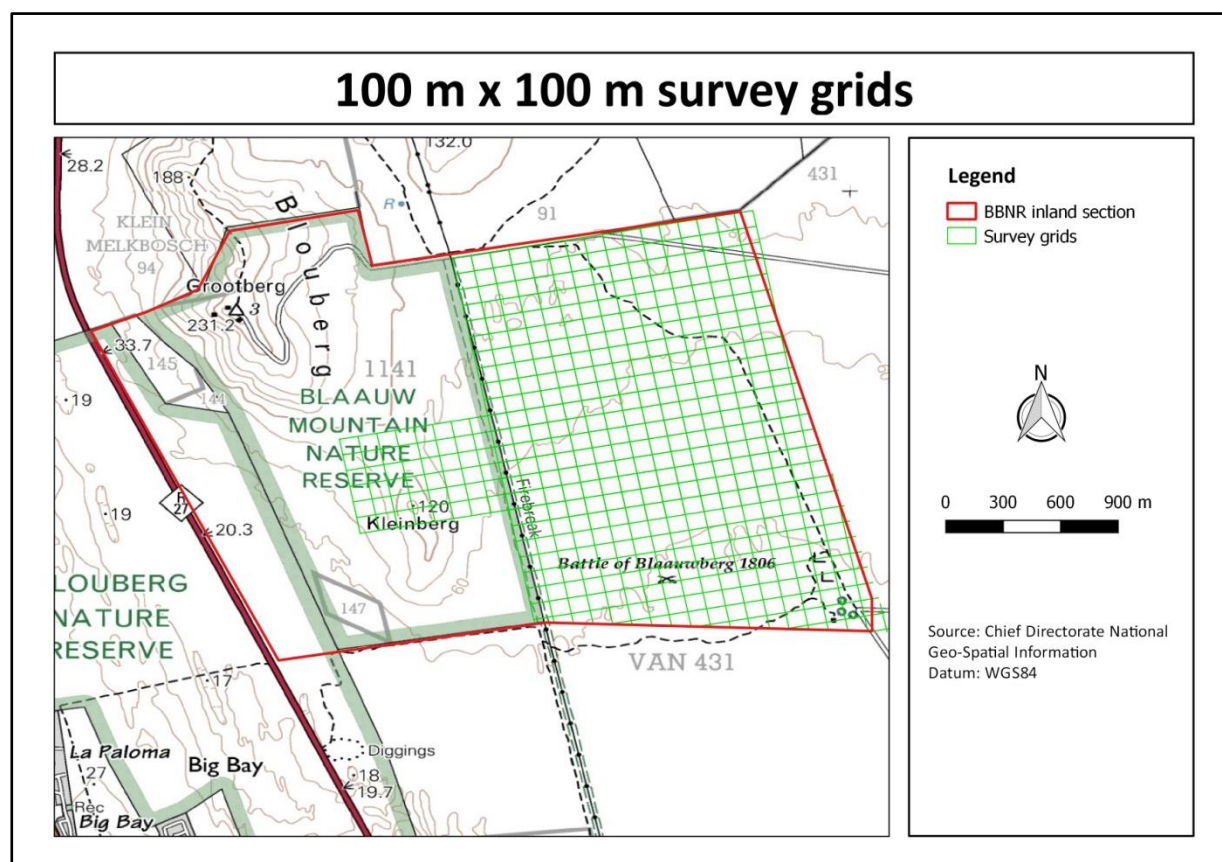 100 m x 100 m survey grids
132.0
28.2
188
431
R
91
Blouberg
KLEIN
MELKBOSCH
94
Grootberg
3
231.2
33.7
145
144
1141
19
BLAAUW
MOUNTAIN
NATURE
RESERVE
R
27
19
120
Kleinberg
20.3
Firebreak
Battle of Blaauwberg 1806
LOUBERG
NATURE
RESERVE
147
VAN 431
17
La Paloma
27
Big Bay
Diggings
18
19.7
Rec
Big Bay
Legend
BBNR inland section
Survey grids
N
0 300 600 900 m
Source: Chief Directorate National
Geo-Spatial Information
Datum: WGS84